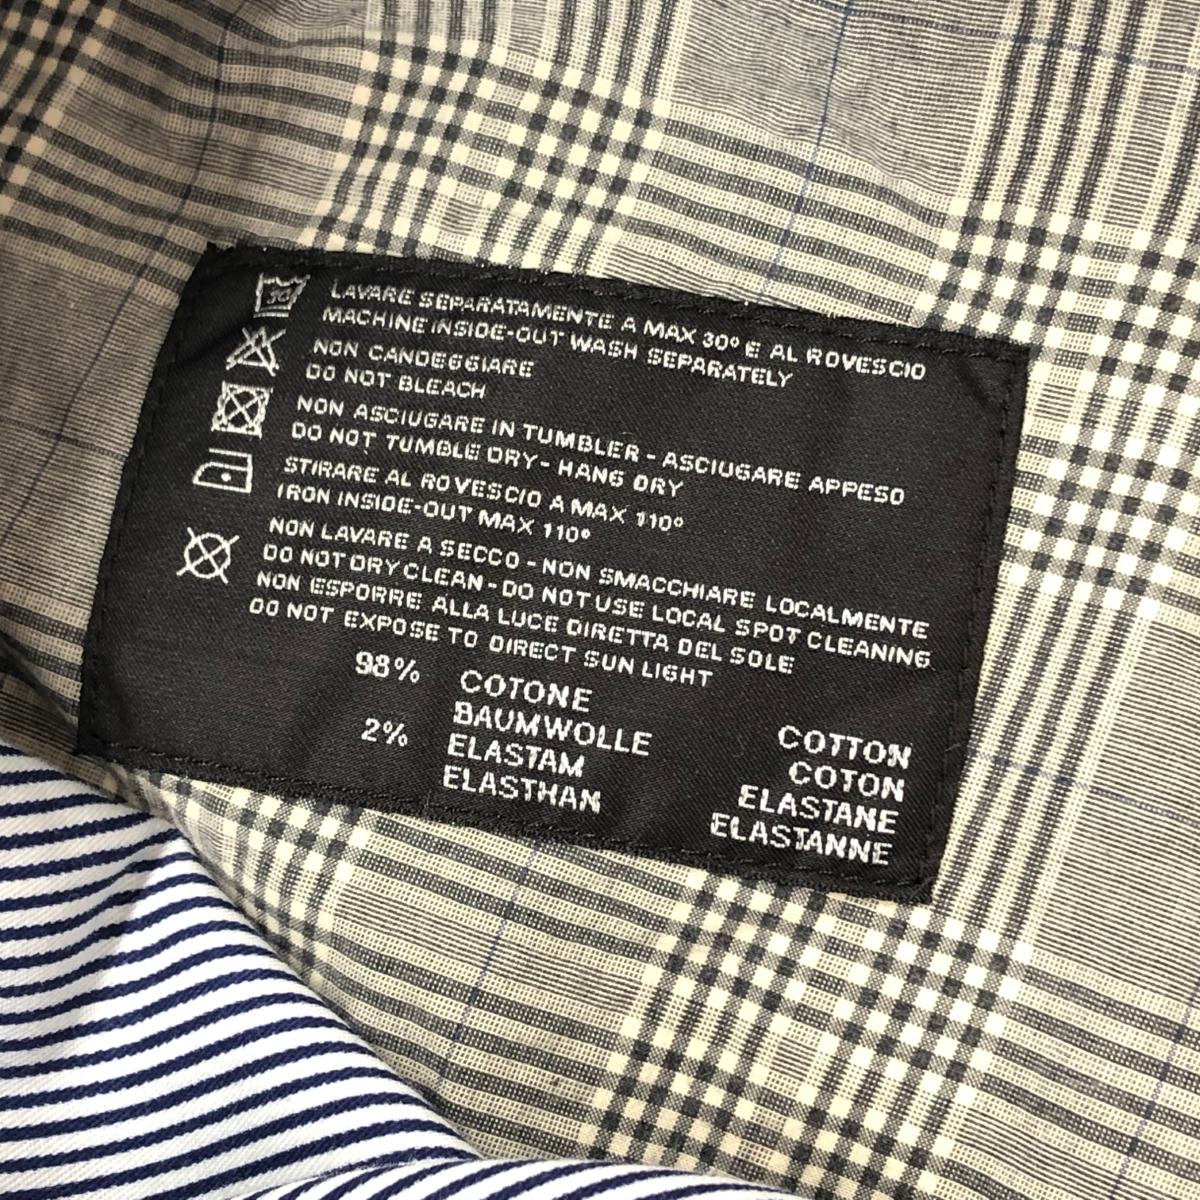 30
LAVARE SEPARATAMENTE A MAX 30° E AL ROVESCIO
MACHINE INSIDE-OUT WASH SEPARATELY
NON CANDEGGIARE
DO NOT BLEACH
NON ASCIUGARE IN TUMBLER - ASCIUGARE APPESO
DO NOT TUMBLE DRY - HANG DRY
STIRARE AL ROVESCIO A MAX 110°
IRON INSIDE-OUT MAX 110°
NON LAVARE A SECCO - NON SMACCHIARE LOCALMENTE
DO NOT DRY CLEAN - DO NOT USE LOCAL SPOT CLEANING
NON ESPORRE ALLA LUCE DIRETTA DEL SOLE
DO NOT EXPOSE TO DIRECT SUN LIGHT
98% COTONE COTTON
BAUMWOLLE COTON
2% ELASTAM ELASTANE
ELASTHAN ELASTANNE